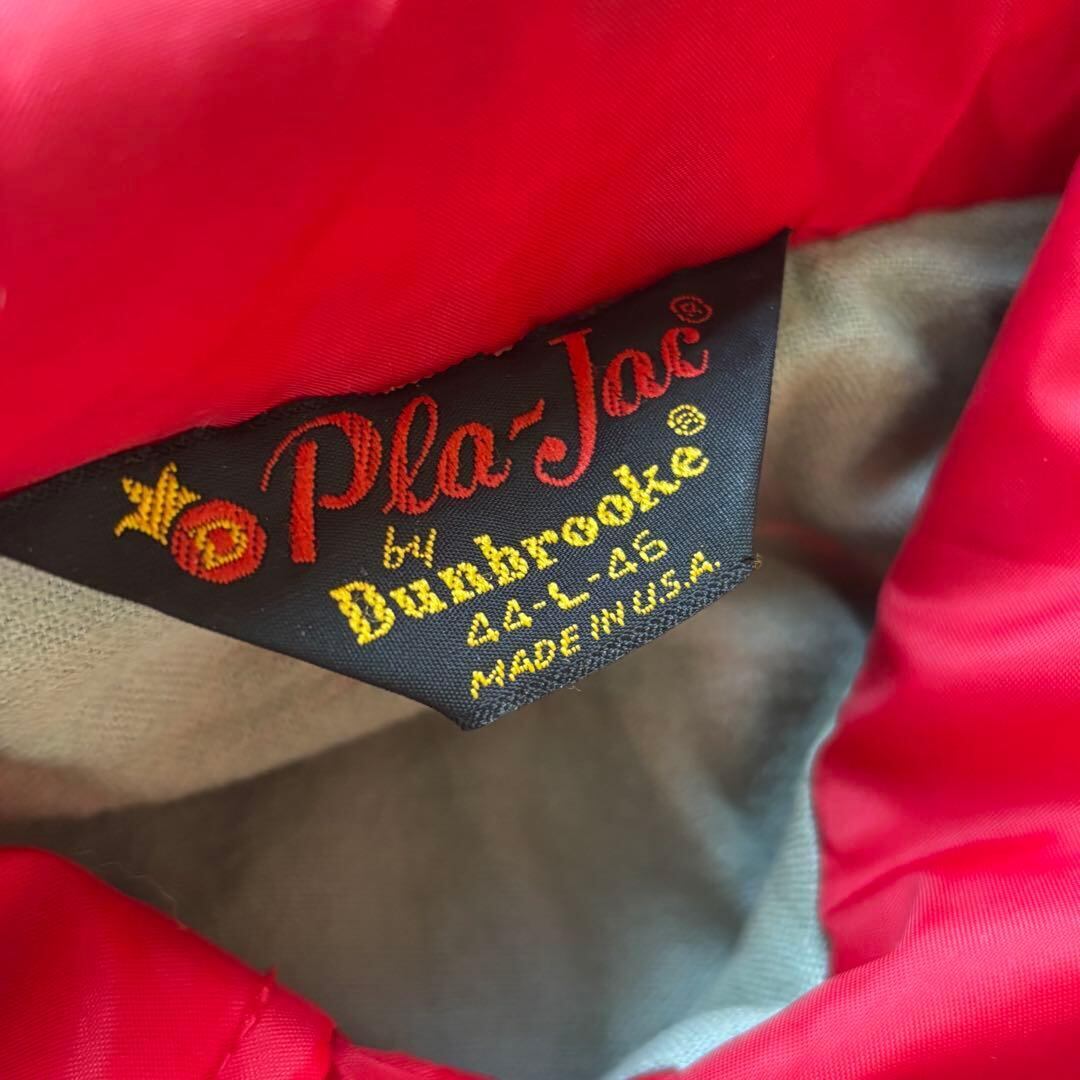 D Pla-Jac®
by
Dunbrooke®
44-L-46
MADE IN U.S.A.